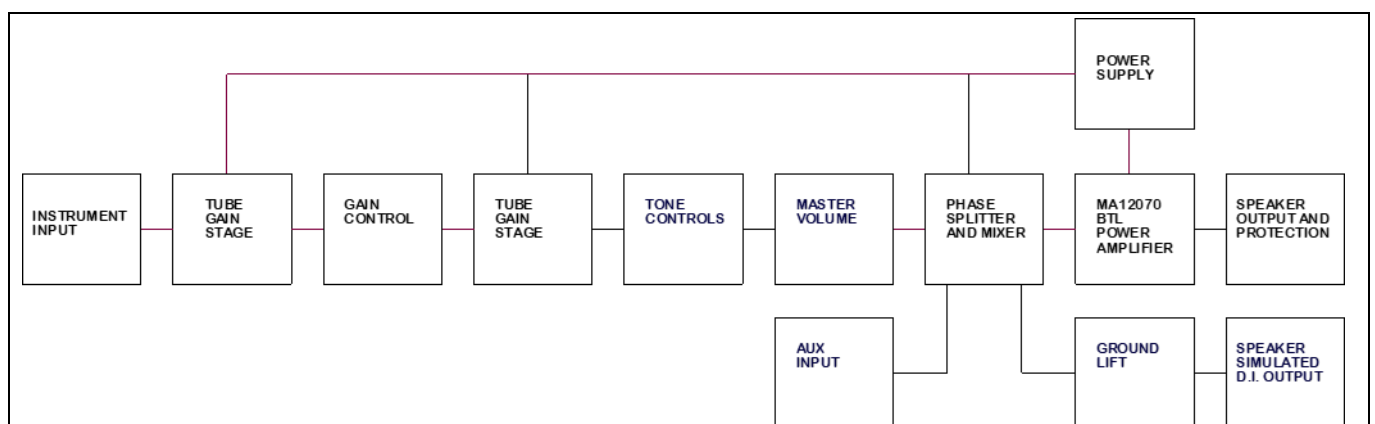 POWER
SUPPLY
INSTRUMENT
INPUT
TUBE
GAIN
STAGE
GAIN
CONTROL
TUBE
GAIN
STAGE
TONE
CONTROLS
MASTER
VOLUME
PHASE
SPLITTER
AND MIXER
MA12070
BTL
POWER
AMPLIFIER
SPEAKER
OUTPUT AND
PROTECTION
AUX
INPUT
GROUND
LIFT
SPEAKER
SIMULATED
D.I. OUTPUT